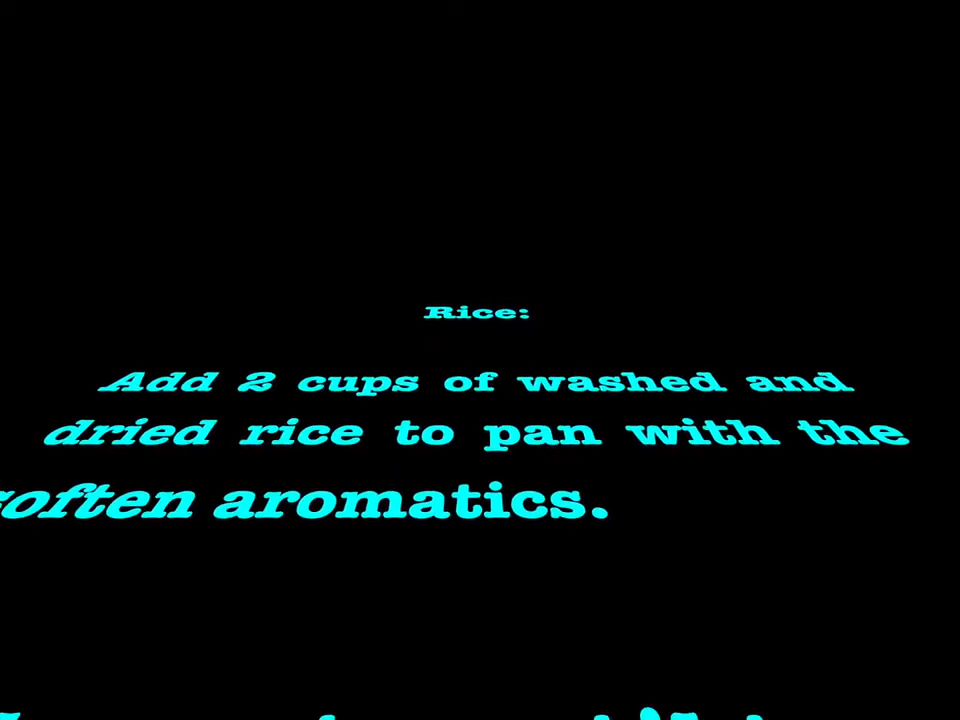 Rice:
Add 2 cups of washed and
dried rice to pan with the
soften aromatics.